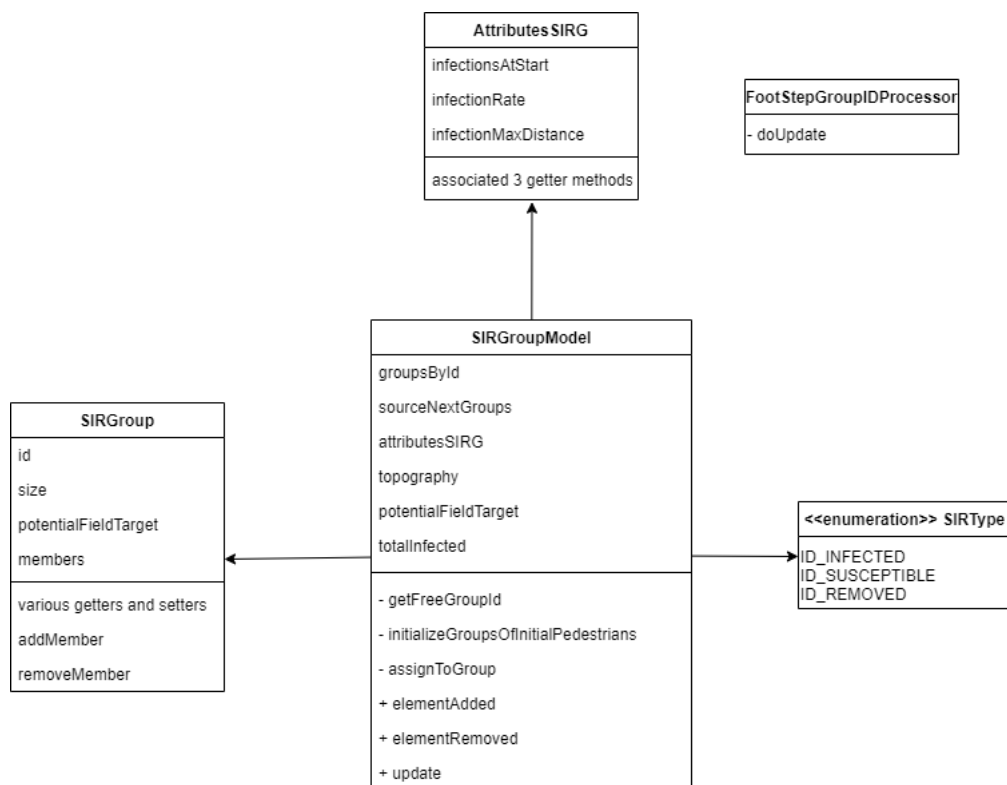 AttributesSIRG
infectionsAtStart
infectionRate
infectionMaxDistance
associated 3 getter methods
FootStepGroupIDProcessor
- doUpdate
SIRGroupModel
groupsById
sourceNextGroups
attributesSIRG
topography
potentialFieldTarget
totalInfected
- getFreeGroupId
- initializeGroupsOfInitialPedestrians
- assignToGroup
+ elementAdded
+ elementRemoved
+ update
SIRGroup
id
size
potentialFieldTarget
members
various getters and setters
addMember
removeMember
<<enumeration>> SIRType
ID_INFECTED
ID_SUSCEPTIBLE
ID_REMOVED